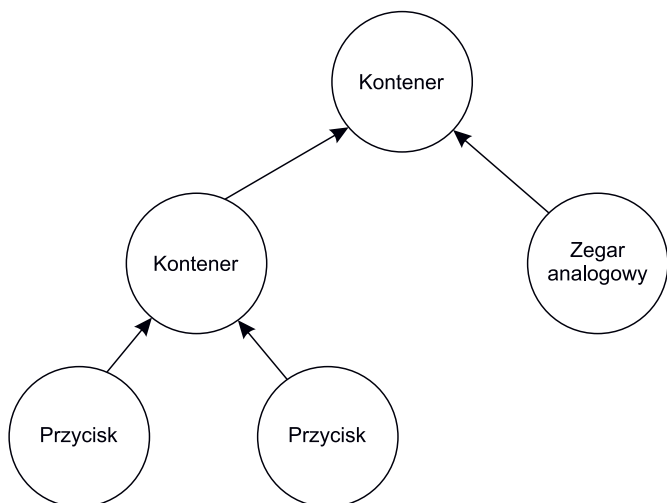 Kontener
Kontener
Zegar
analogowy
Przycisk
Przycisk